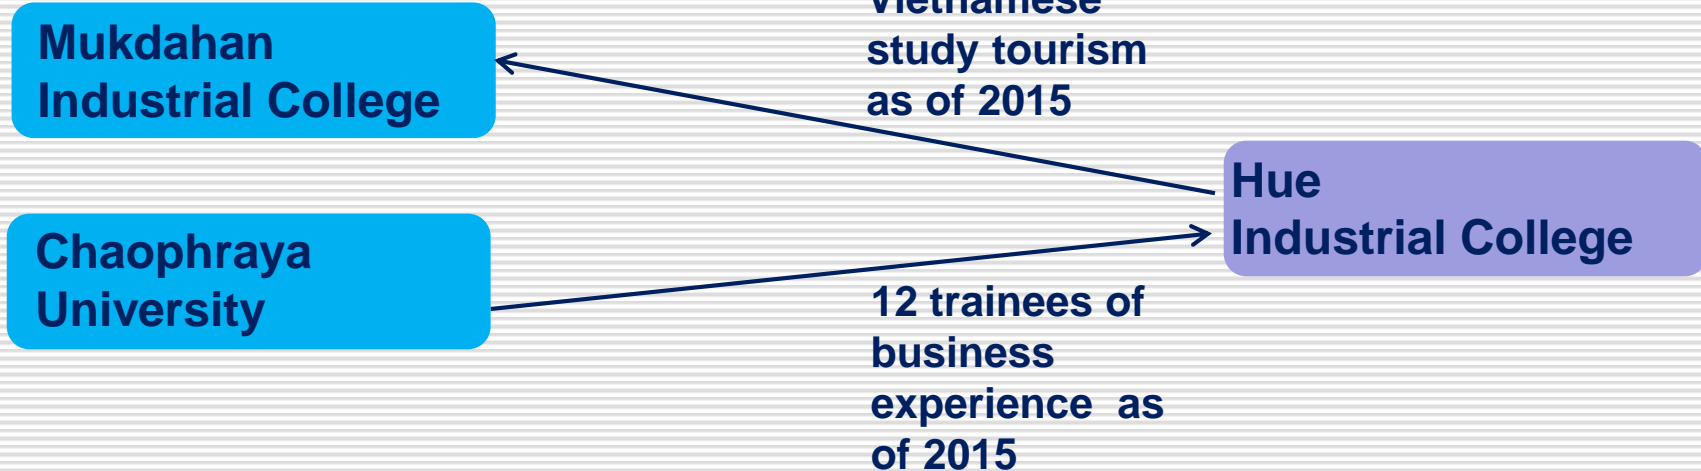 Mukdahan
Industrial College
Vietnamese
study tourism
as of 2015
Hue
Industrial College
Chaophraya
University
12 trainees of
business
experience as
of 2015